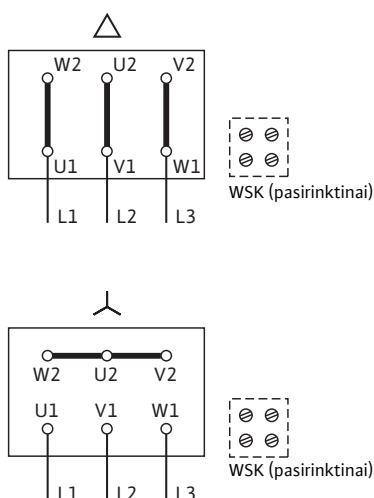 W2 U2 V2
U1 V1 W1
L1 L2 L3
WSK (pasirinktinai)
W2 U2 V2
U1 V1 W1
L1 L2 L3
WSK (pasirinktinai)